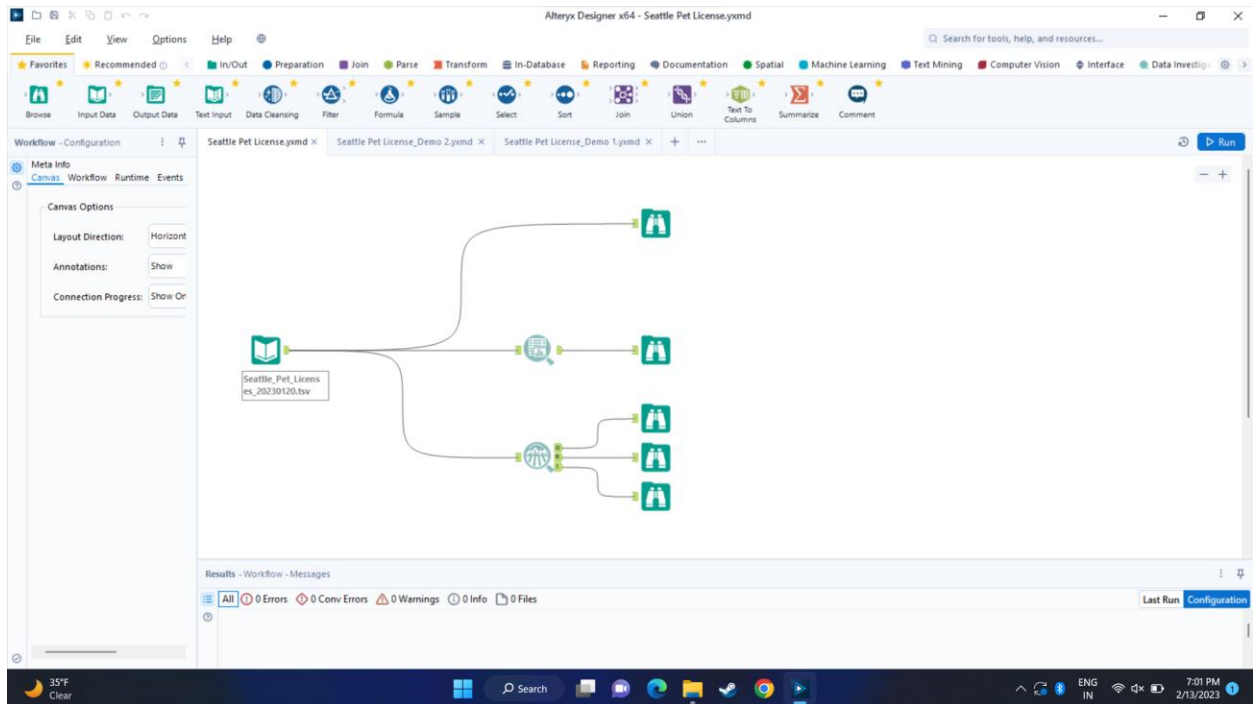 Alteryx Designer x64 - Seattle Pet License.yxmd
File Edit View Options Help
Search for tools, help, and resources...
Favorites Recommended In/Out Preparation Join Parse Transform In-Database Reporting Documentation Spatial Machine Learning Text Mining Computer Vision Interface Data Investig
Browse Input Data Output Data Text Input Data Cleansing Filter Formula Sample Select Sort Join Union Text To Columns Summarize Comment
Workflow - Configuration
Seattle Pet License.yxmd × Seattle Pet License_Demo 2.yxmd × Seattle Pet License_Demo 1.yxmd × + ... Run
Meta Info
Canvas Workflow Runtime Events
Canvas Options
Layout Direction: Horizont
Annotations: Show
Connection Progress: Show On
Seattle_Pet_Licens
es_20230120.tsv
Results - Workflow - Messages
All 0 Errors 0 Conv Errors 0 Warnings 0 Info 0 Files Last Run Configuration
35°F
Clear
Search
ENG
IN
7:01 PM
2/13/2023
1